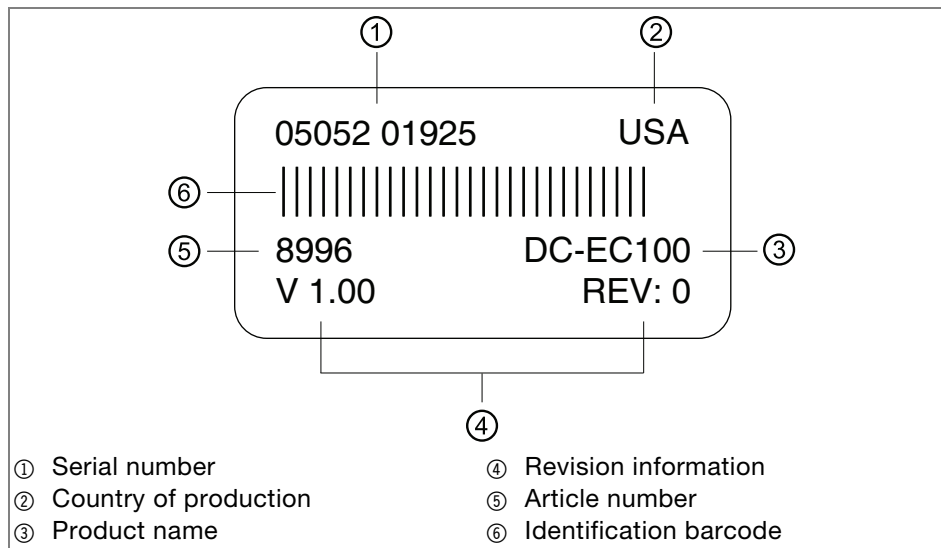 ① ②
05052 01925 USA
⑥
⑤ 8996 DC-EC100 ③
V 1.00 REV: 0
④
① Serial number
② Country of production
③ Product name
④ Revision information
⑤ Article number
⑥ Identification barcode